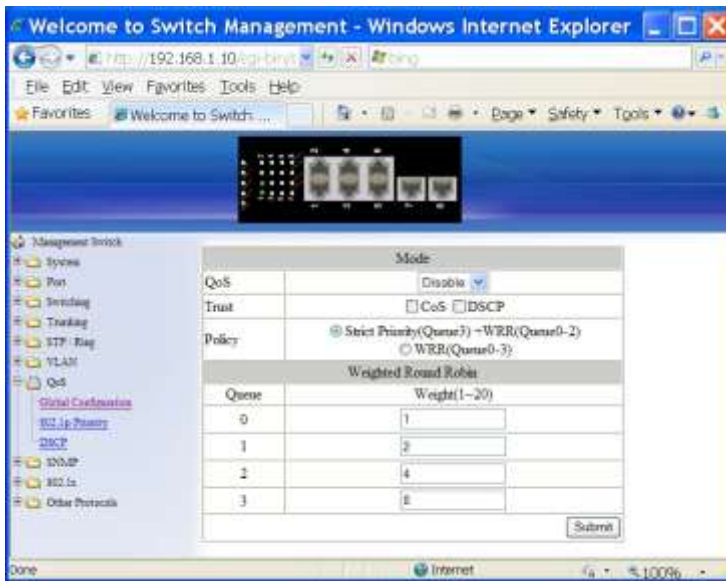 Welcome to Switch Management - Windows Internet Explorer
http://192.168.1.10/cgi-bin/
bing
File Edit View Favorites Tools Help
Favorites Welcome to Switch ... Page Safety Tools
Management Switch
System
Port
Switching
Trunking
STP / Ring
VLAN
QoS
Global Configuration
802.1p Priority
DSCP
SNMP
802.1x
Other Protocols
Mode
QoS Disable
Trust CoS DSCP
Policy Strict Priority(Queue3) +WRR(Queue0-2)
WRR(Queue0-3)
Weighted Round Robin
Queue Weight(1~20)
0 1
1 2
2 4
3 8
Submit
Done Internet 100%